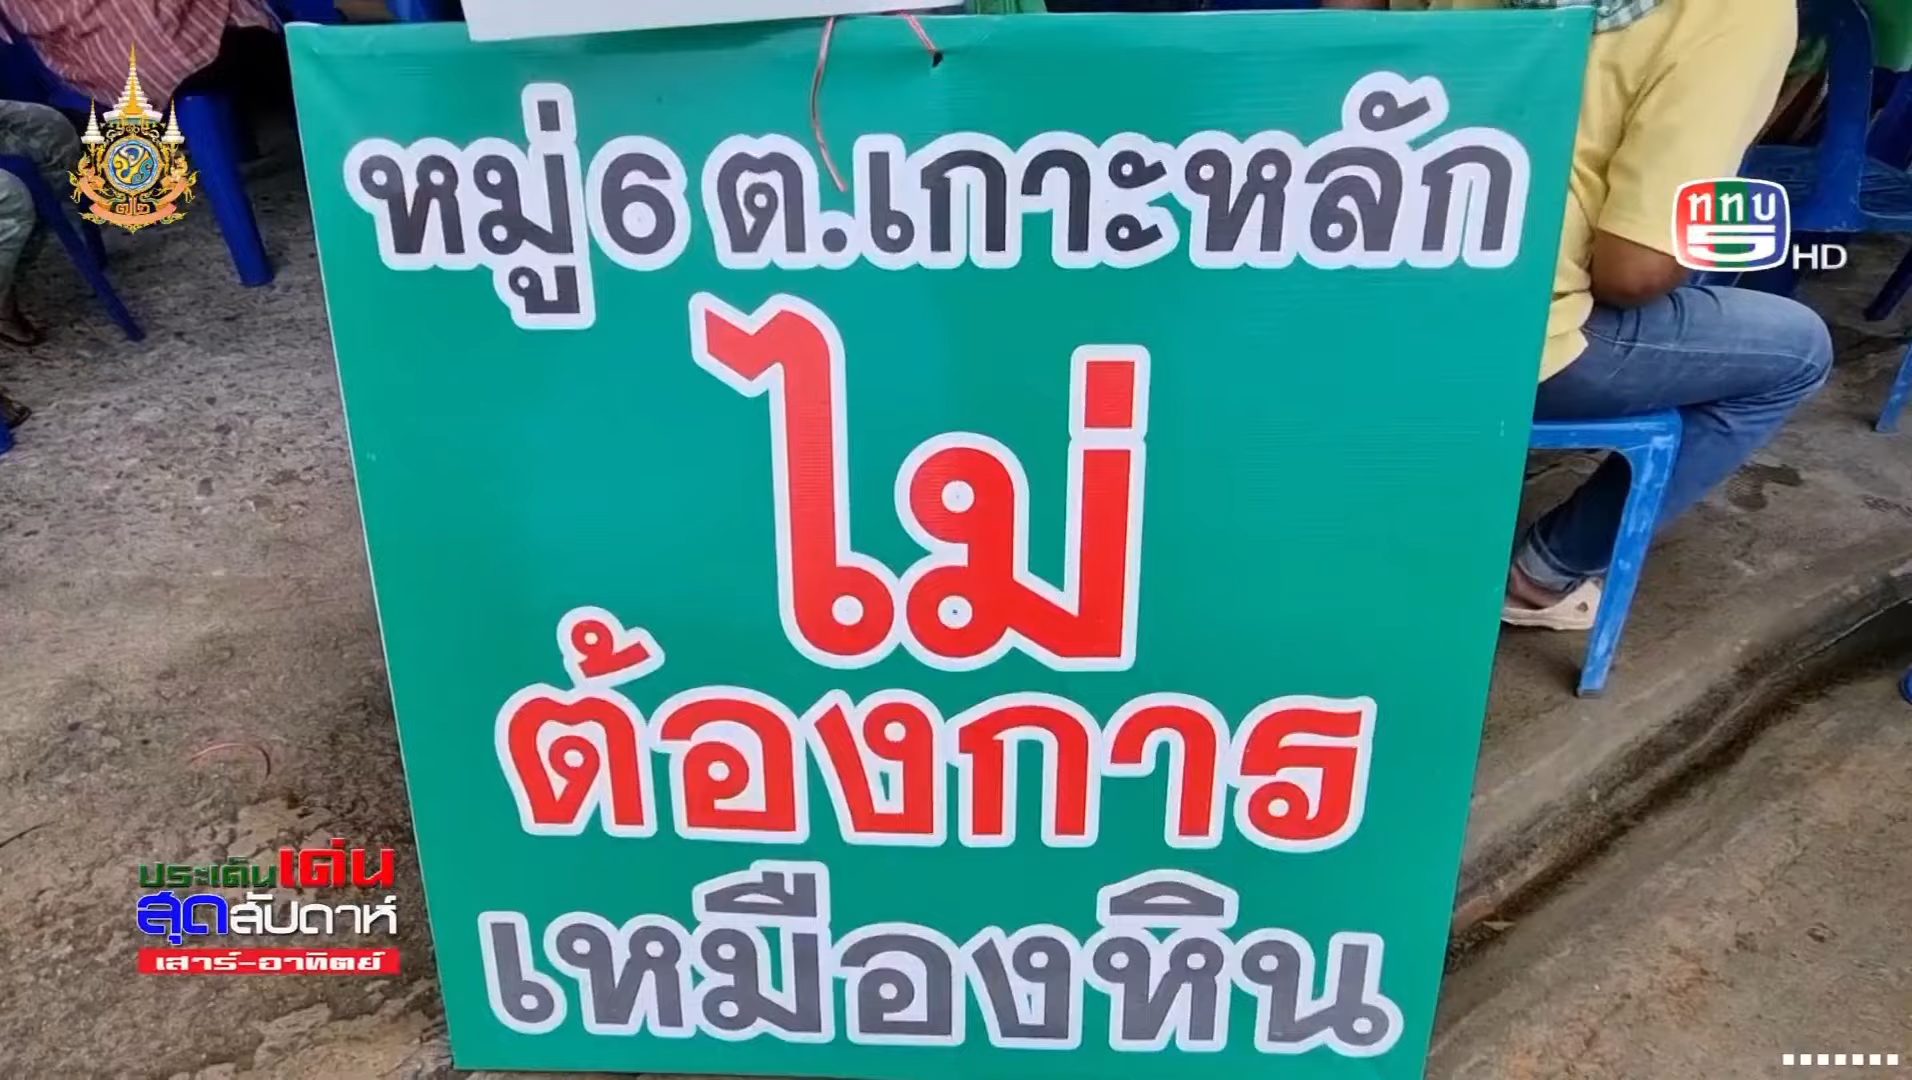 หมู่ 6 ต.เกาะหลัก
ไม่
ต้องการ
เหมืองหิน
ททบ
5 HD
ประเด็นเด่น
สุดสัปดาห์
เสาร์-อาทิตย์